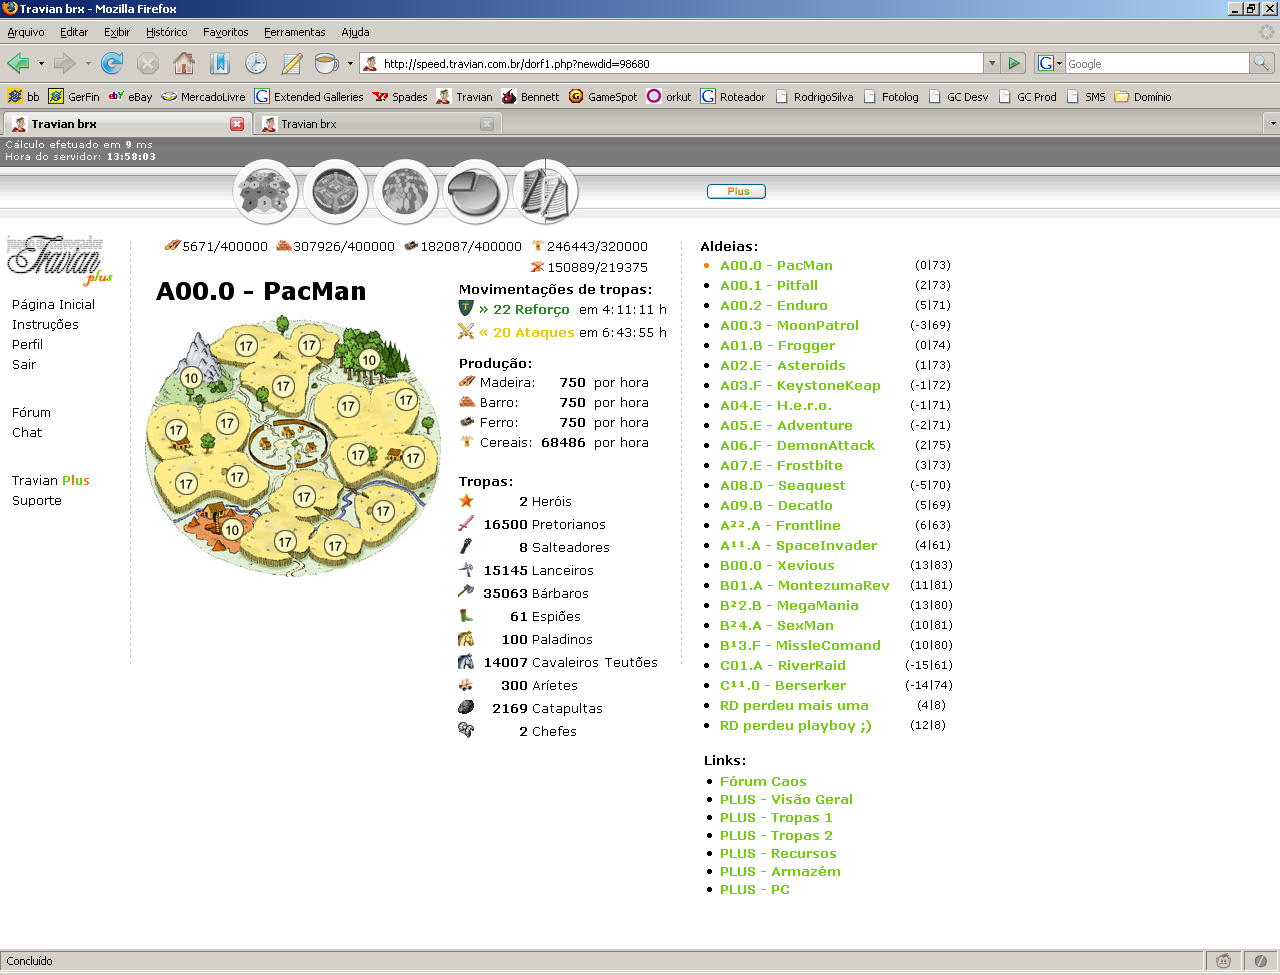 Travian brx - Mozilla Firefox
Arquivo Editar Exibir Histórico Favoritos Ferramentas Ajuda
http://speed.travian.com.br/dorf1.php?newdid=98680
G Google
bb GerFin eBay MercadoLivre Extended Galleries Spades Travian Bennett GameSpot orkut Roteador RodrigoSilva Fotolog GC Desv GC Prod SMS Domínio
Travian brx Travian brx
Cálculo efetuado em 9 ms
Hora do servidor: 13:58:03
Plus
Travian plus
Página Inicial
Instruções
Perfil
Sair
Fórum
Chat
Travian Plus
Suporte
5671/400000 307926/400000 182087/400000 246443/320000
150889/219375
A00.0 - PacMan
17 17 10
10 17 17 17
17 17 17 17
17 17 17 17
10 17 17
Movimentações de tropas:
» 22 Reforço em 4:11:11 h
« 20 Ataques em 6:43:55 h
Produção:
Madeira: 750 por hora
Barro: 750 por hora
Ferro: 750 por hora
Cereais: 68486 por hora
Tropas:
2 Heróis
16500 Pretorianos
8 Salteadores
15145 Lanceiros
35063 Bárbaros
61 Espiões
100 Paladinos
14007 Cavaleiros Teutões
300 Aríetes
2169 Catapultas
2 Chefes
Aldeias:
A00.0 - PacMan (0|73)
A00.1 - Pitfall (2|73)
A00.2 - Enduro (5|71)
A00.3 - MoonPatrol (-3|69)
A01.B - Frogger (0|74)
A02.E - Asteroids (1|73)
A03.F - KeystoneKeap (-1|72)
A04.E - H.e.r.o. (-1|71)
A05.E - Adventure (-2|71)
A06.F - DemonAttack (2|75)
A07.E - Frostbite (3|73)
A08.D - Seaquest (-5|70)
A09.B - Decatlo (5|69)
A²².A - Frontline (6|63)
A¹¹.A - SpaceInvader (4|61)
B00.0 - Xevious (13|83)
B01.A - MontezumaRev (11|81)
B²2.B - MegaMania (13|80)
B²4.A - SexMan (10|81)
B¹3.F - MissleComand (10|80)
C01.A - RiverRaid (-15|61)
C¹¹.0 - Berserker (-14|74)
RD perdeu mais uma (4|8)
RD perdeu playboy ;) (12|8)
Links:
Fórum Caos
PLUS - Visão Geral
PLUS - Tropas 1
PLUS - Tropas 2
PLUS - Recursos
PLUS - Armazém
PLUS - PC
Concluído